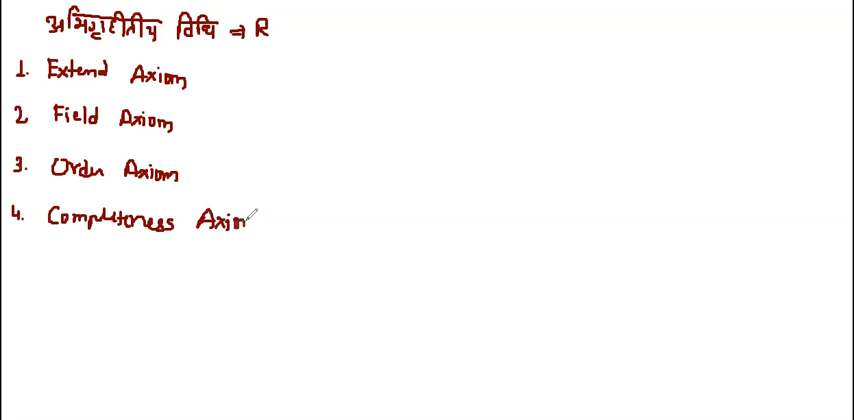 अभिगृहीतीय विधि ⇒ R
1. Extend Axiom
2 Field Axiom
3. Order Axiom
4. Completeness Axiom